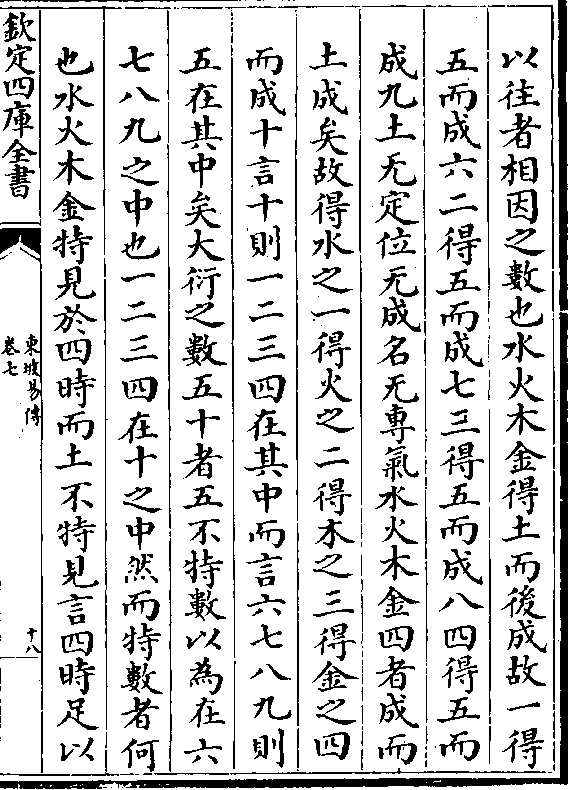 以往者相因之數也水火木金得土而後成故一得
五而成六二得五而成七三得五而成八四得五而
成九土无定位无成名无專氣水火木金四者成而
土成矣故得水之一得火之二得木之三得金之四
而成十言十則一二三四在其中而言六七八九則
五在其中矣大衍之數五十者五不特數以為在六
七八九之中也一二三四在十之中然而特數者何
也水火木金特見於四時而土不特見言四時足以
欽定四庫全書
東坡易傳
卷七
十八